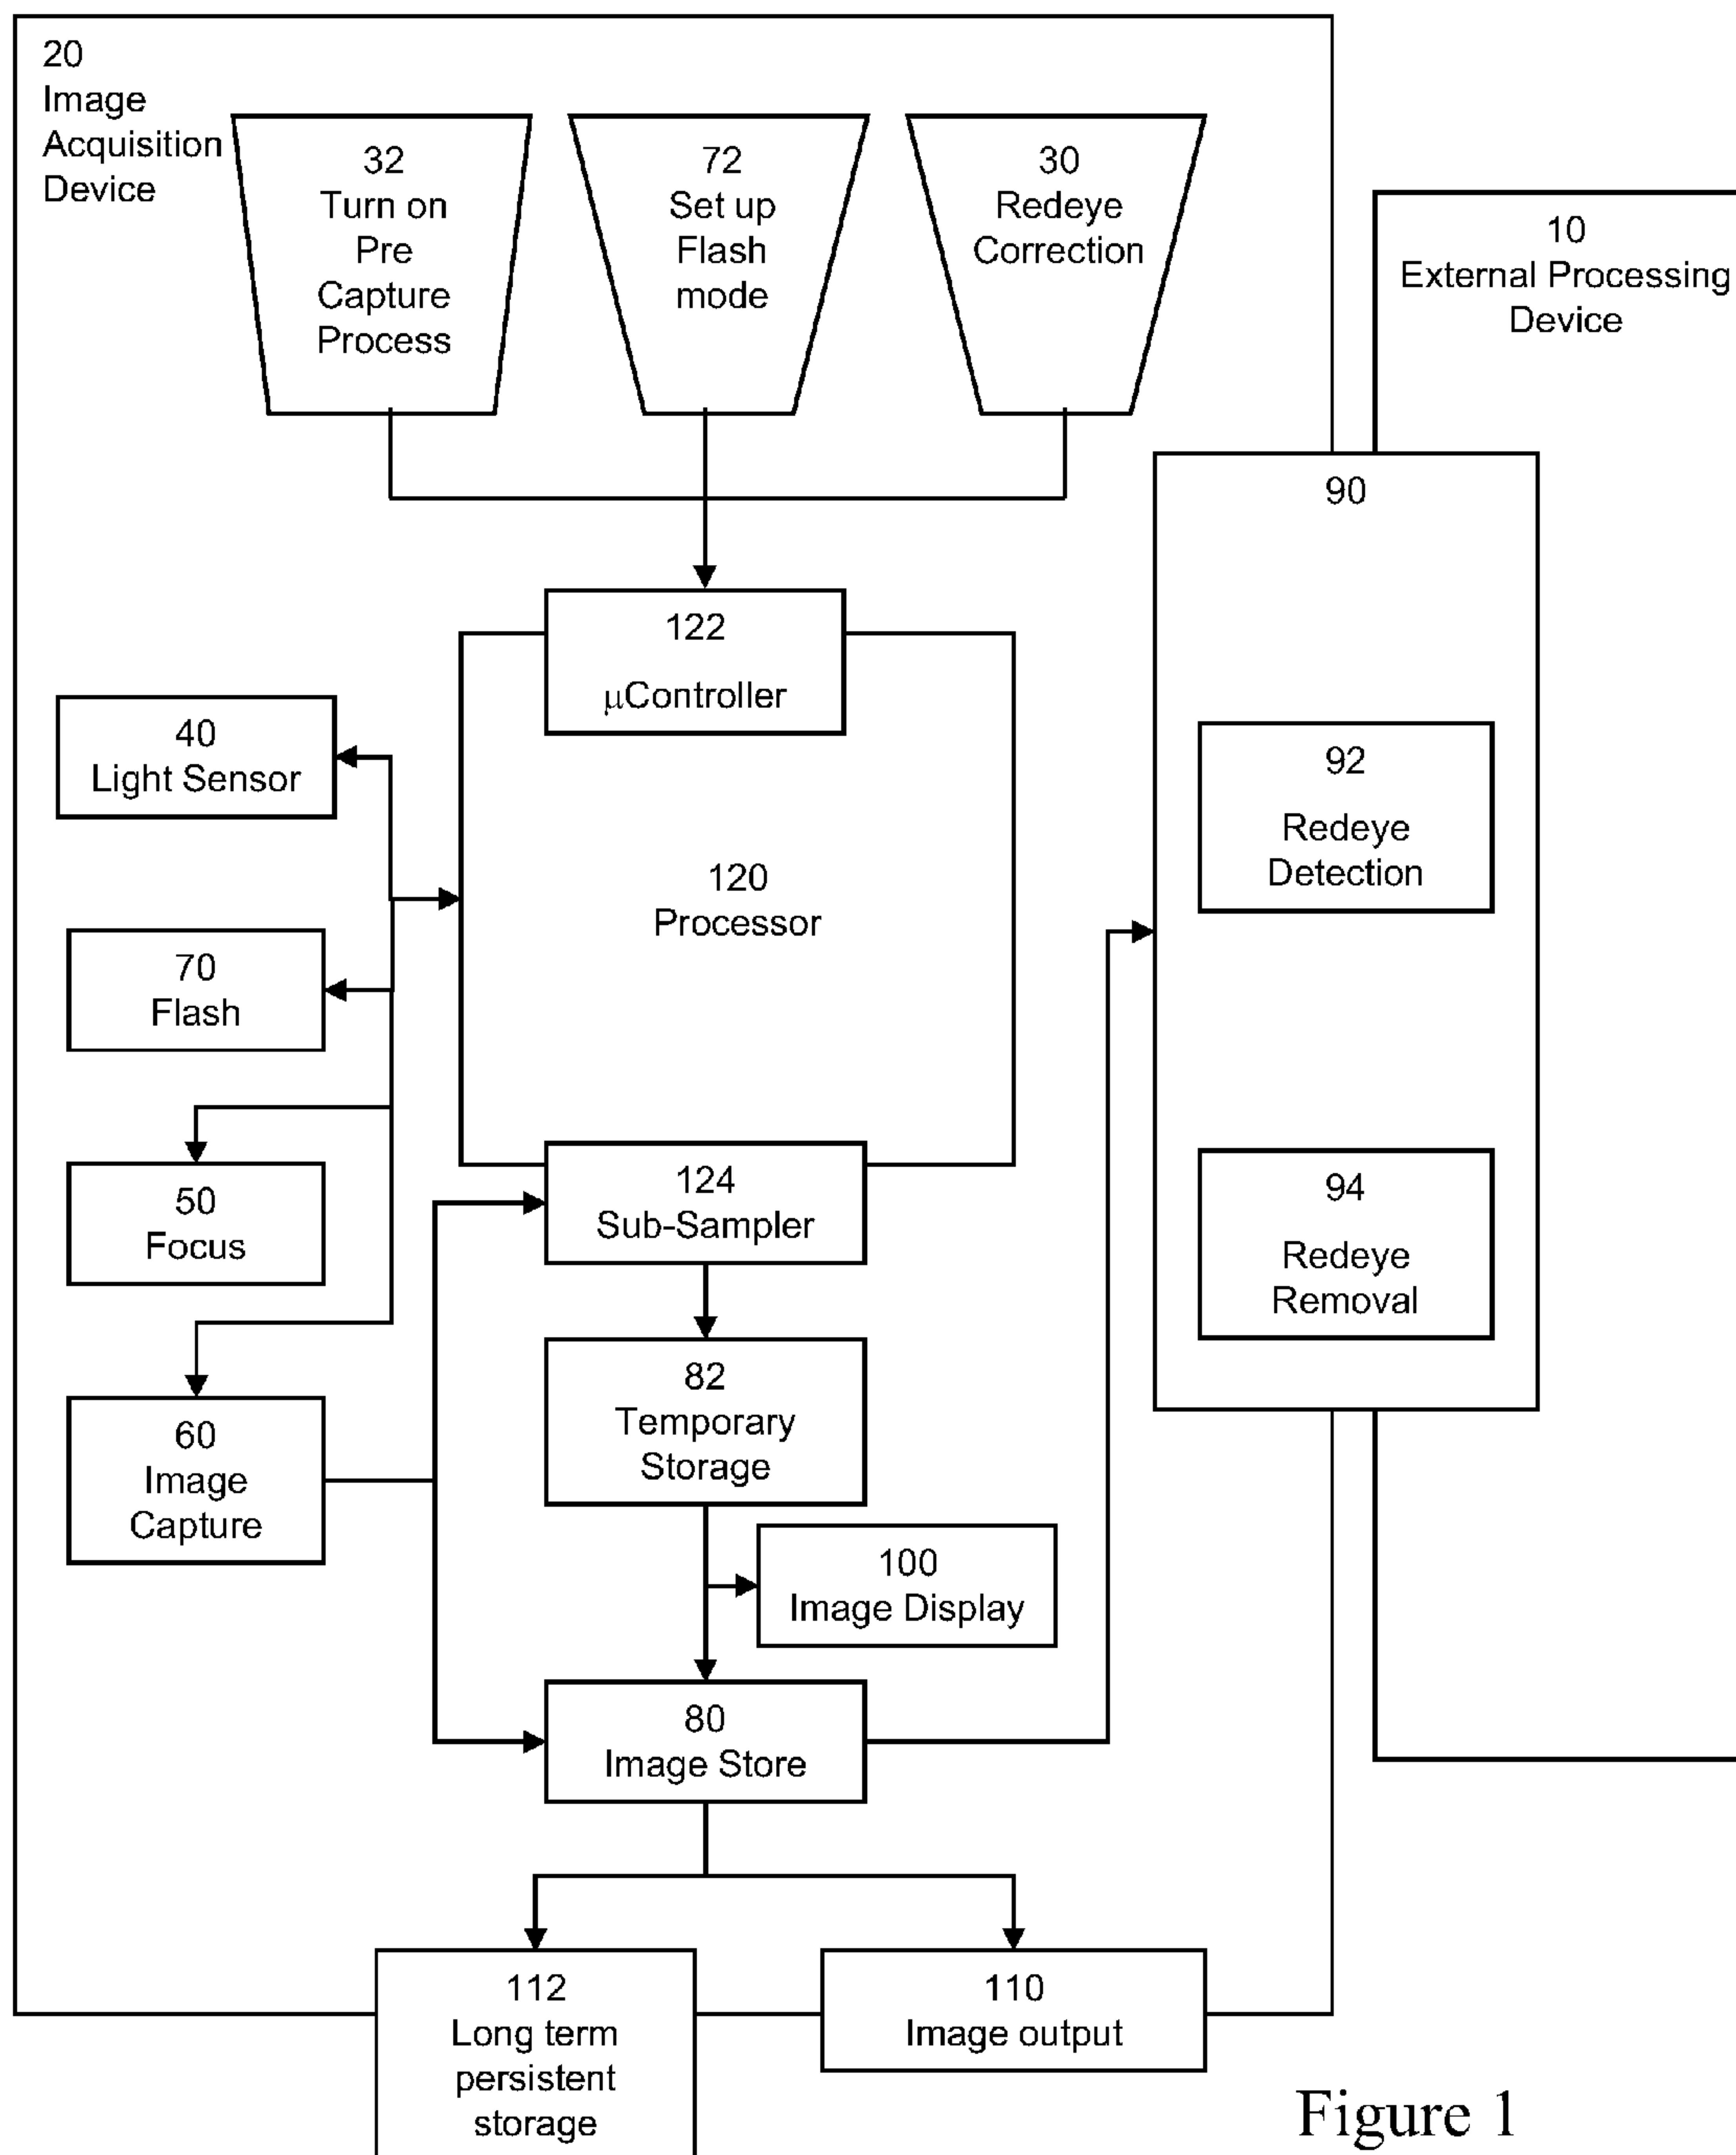 20
Image
Acquisition
Device
32
Turn on
Pre
Capture
Process
72
Set up
Flash
mode
30
Redeye
Correction
10
External Processing
Device
90
122
μController
40
Light Sensor
92
Redeye
Detection
120
Processor
70
Flash
50
Focus
124
Sub-Sampler
94
Redeye
Removal
82
Temporary
Storage
60
Image
Capture
100
Image Display
80
Image Store
112
Long term
persistent
storage
110
Image output
Figure 1